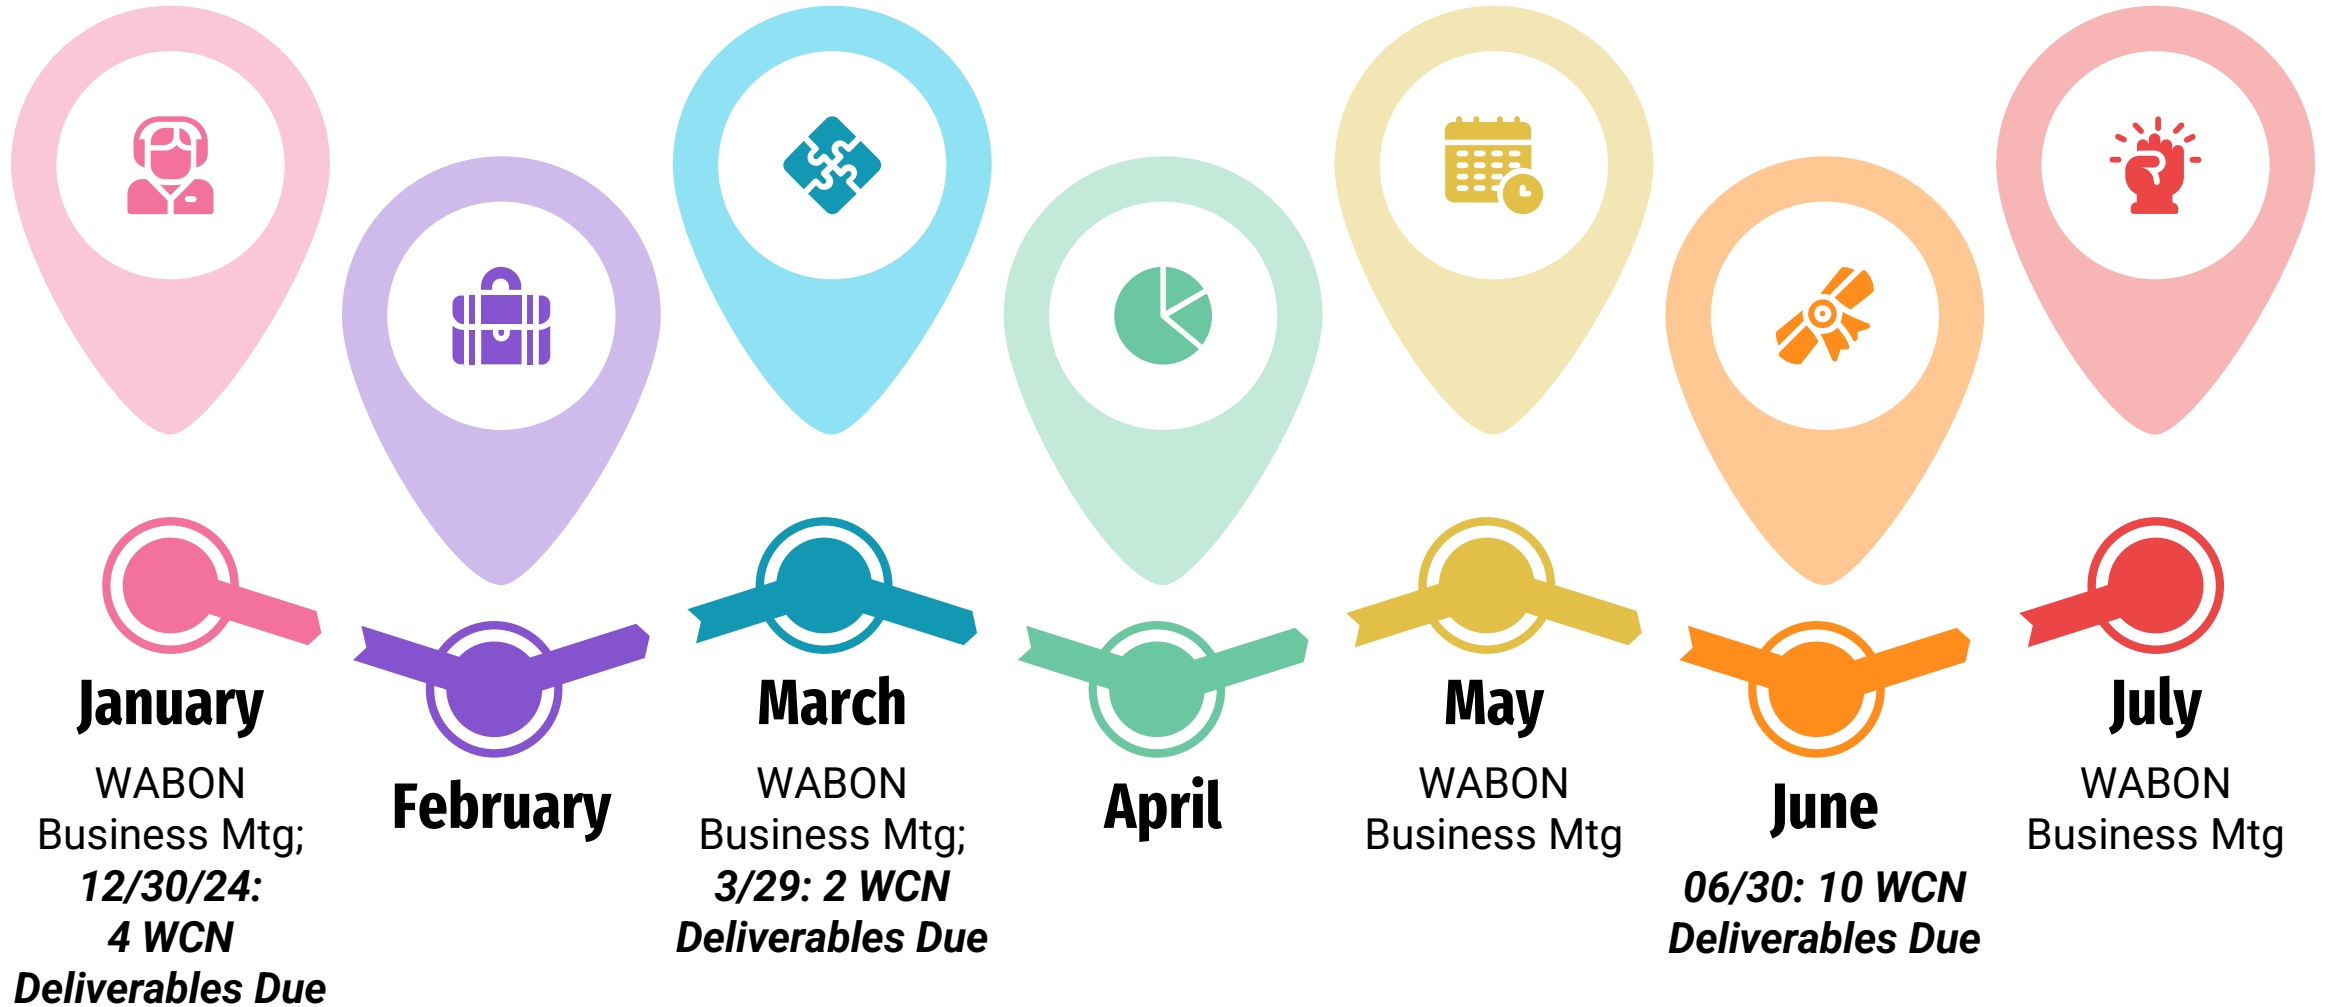 January
WABON
Business Mtg;
12/30/24:
4 WCN
Deliverables Due
February
March
WABON
Business Mtg;
3/29: 2 WCN
Deliverables Due
April
May
WABON
Business Mtg
June
06/30: 10 WCN
Deliverables Due
July
WABON
Business Mtg